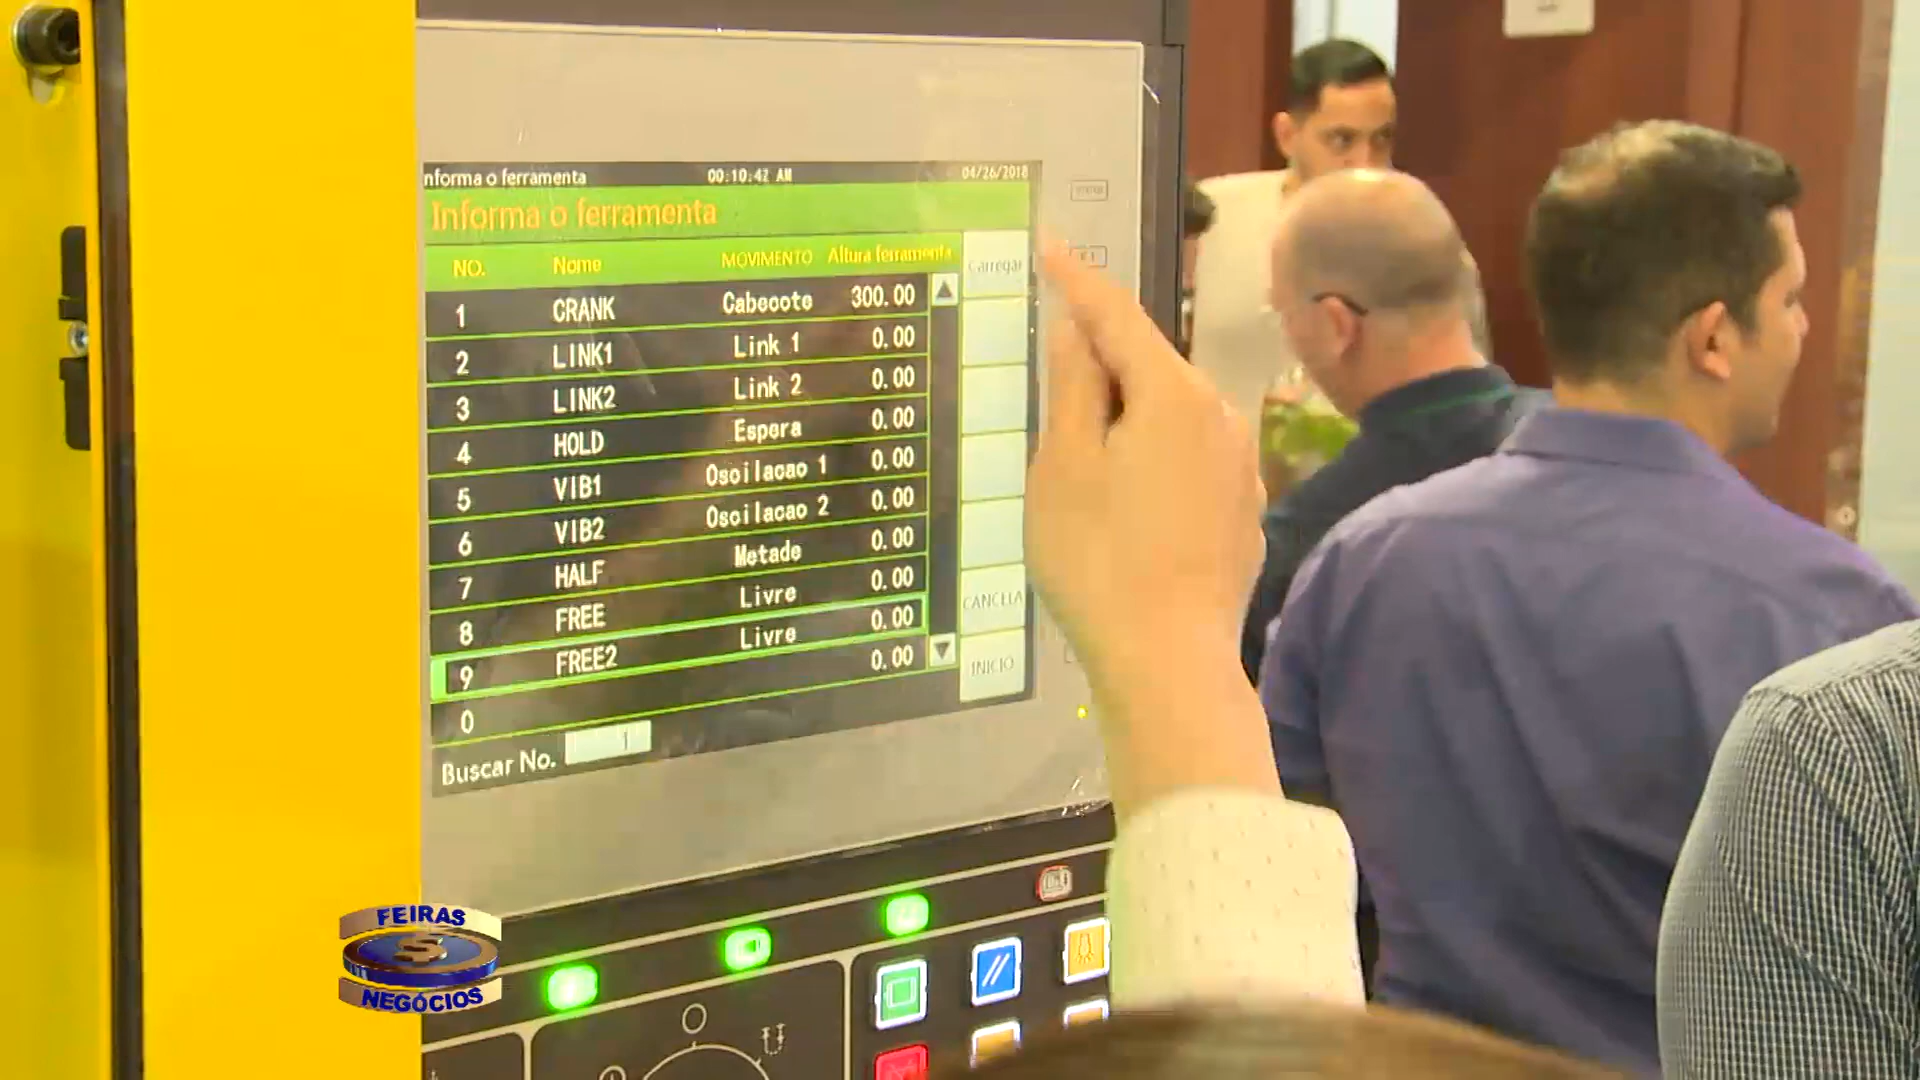 nforma o ferramenta 00:10:42 AM 04/26/2018
Informa o ferramenta
NO. Nome MOVIMENTO Altura ferramenta
Carregar
1 CRANK Cabecote 300.00
2 LINK1 Link 1 0.00
3 LINK2 Link 2 0.00
4 HOLD Espera 0.00
5 VIB1 Oscilacao 1 0.00
6 VIB2 Oscilacao 2 0.00
7 HALF Metade 0.00
8 FREE Livre 0.00
9 FREE2 Livre 0.00
0 0.00
CANCELA
INICIO
Buscar No. 1
FEIRAS
$
NEGÓCIOS